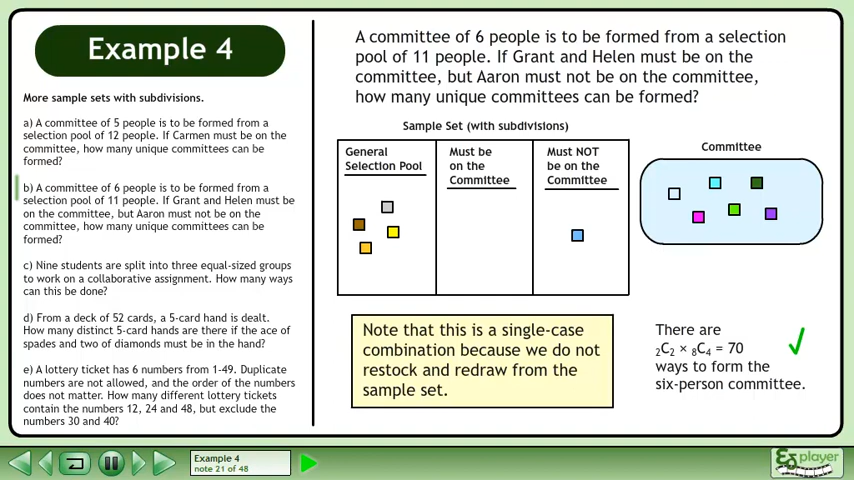 Example 4
More sample sets with subdivisions.
a) A committee of 5 people is to be formed from a
selection pool of 12 people. If Carmen must be on the
committee, how many unique committees can be
formed?
b) A committee of 6 people is to be formed from a
selection pool of 11 people. If Grant and Helen must be
on the committee, but Aaron must not be on the
committee, how many unique committees can be
formed?
c) Nine students are split into three equal-sized groups
to work on a collaborative assignment. How many ways
can this be done?
d) From a deck of 52 cards, a 5-card hand is dealt.
How many distinct 5-card hands are there if the ace of
spades and two of diamonds must be in the hand?
e) A lottery ticket has 6 numbers from 1-49. Duplicate
numbers are not allowed, and the order of the numbers
does not matter. How many different lottery tickets
contain the numbers 12, 24 and 48, but exclude the
numbers 30 and 40?
A committee of 6 people is to be formed from a selection
pool of 11 people. If Grant and Helen must be on the
committee, but Aaron must not be on the committee,
how many unique committees can be formed?
Sample Set (with subdivisions)
General
Selection Pool
Must be
on the
Committee
Must NOT
be on the
Committee
Committee
Note that this is a single-case
combination because we do not
restock and redraw from the
sample set.
There are
₂C₂ × ₈C₄ = 70
ways to form the
six-person committee.
Example 4
note 21 of 48
player